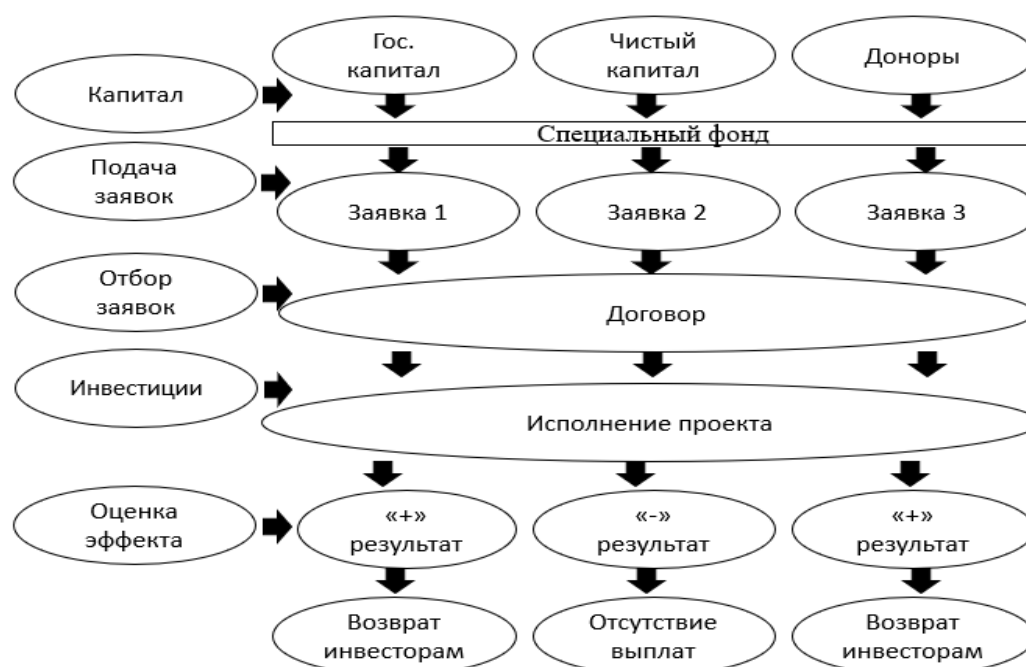 Гос.
капитал
Чистый
капитал
Доноры
Капитал
Специальный фонд
Подача
заявок
Заявка 1
Заявка 2
Заявка 3
Отбор
заявок
Договор
Инвестиции
Исполнение проекта
Оценка
эффекта
«+»
результат
«-»
результат
«+»
результат
Возврат
инвесторам
Отсутствие
выплат
Возврат
инвесторам